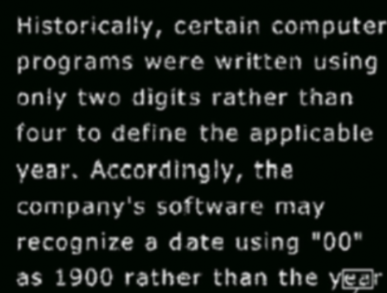 Historically, certain computer
programs were written using
only two digits rather than
four to define the applicable
year. Accordingly, the
company's software may
recognize a date using "00"
as 1900 rather than the year